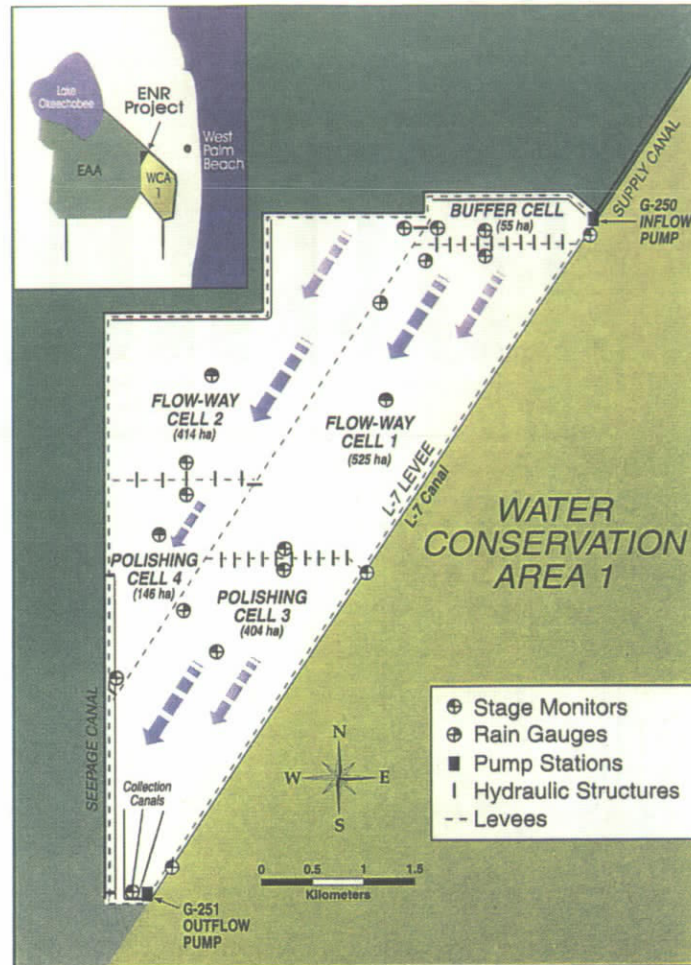 Lake
Okeechobee
ENR
Project
West
Palm
Beach
EAA
WCA
1
SUPPLY CANAL
BUFFER CELL
(55 ha)
G-250
INFLOW
PUMP
FLOW-WAY
CELL 2
(414 ha)
FLOW-WAY
CELL 1
(525 ha)
L-7 LEVEE
L-7 Canal
WATER
CONSERVATION
AREA 1
POLISHING
CELL 4
(146 ha)
POLISHING
CELL 3
(404 ha)
SEEPAGE CANAL
Collection
Canals
N
W E
S
0 0.5 1 1.5
Kilometers
G-251
OUTFLOW
PUMP
Stage Monitors
Rain Gauges
Pump Stations
Hydraulic Structures
Levees